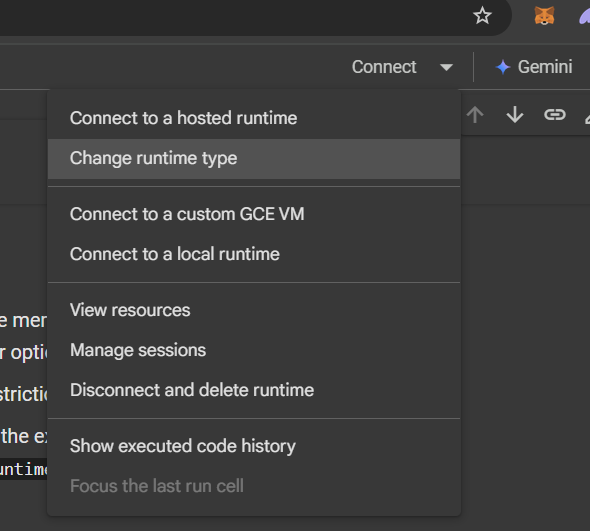 Connect
Gemini
Connect to a hosted runtime
Change runtime type
Connect to a custom GCE VM
Connect to a local runtime
View resources
Manage sessions
Disconnect and delete runtime
Show executed code history
Focus the last run cell